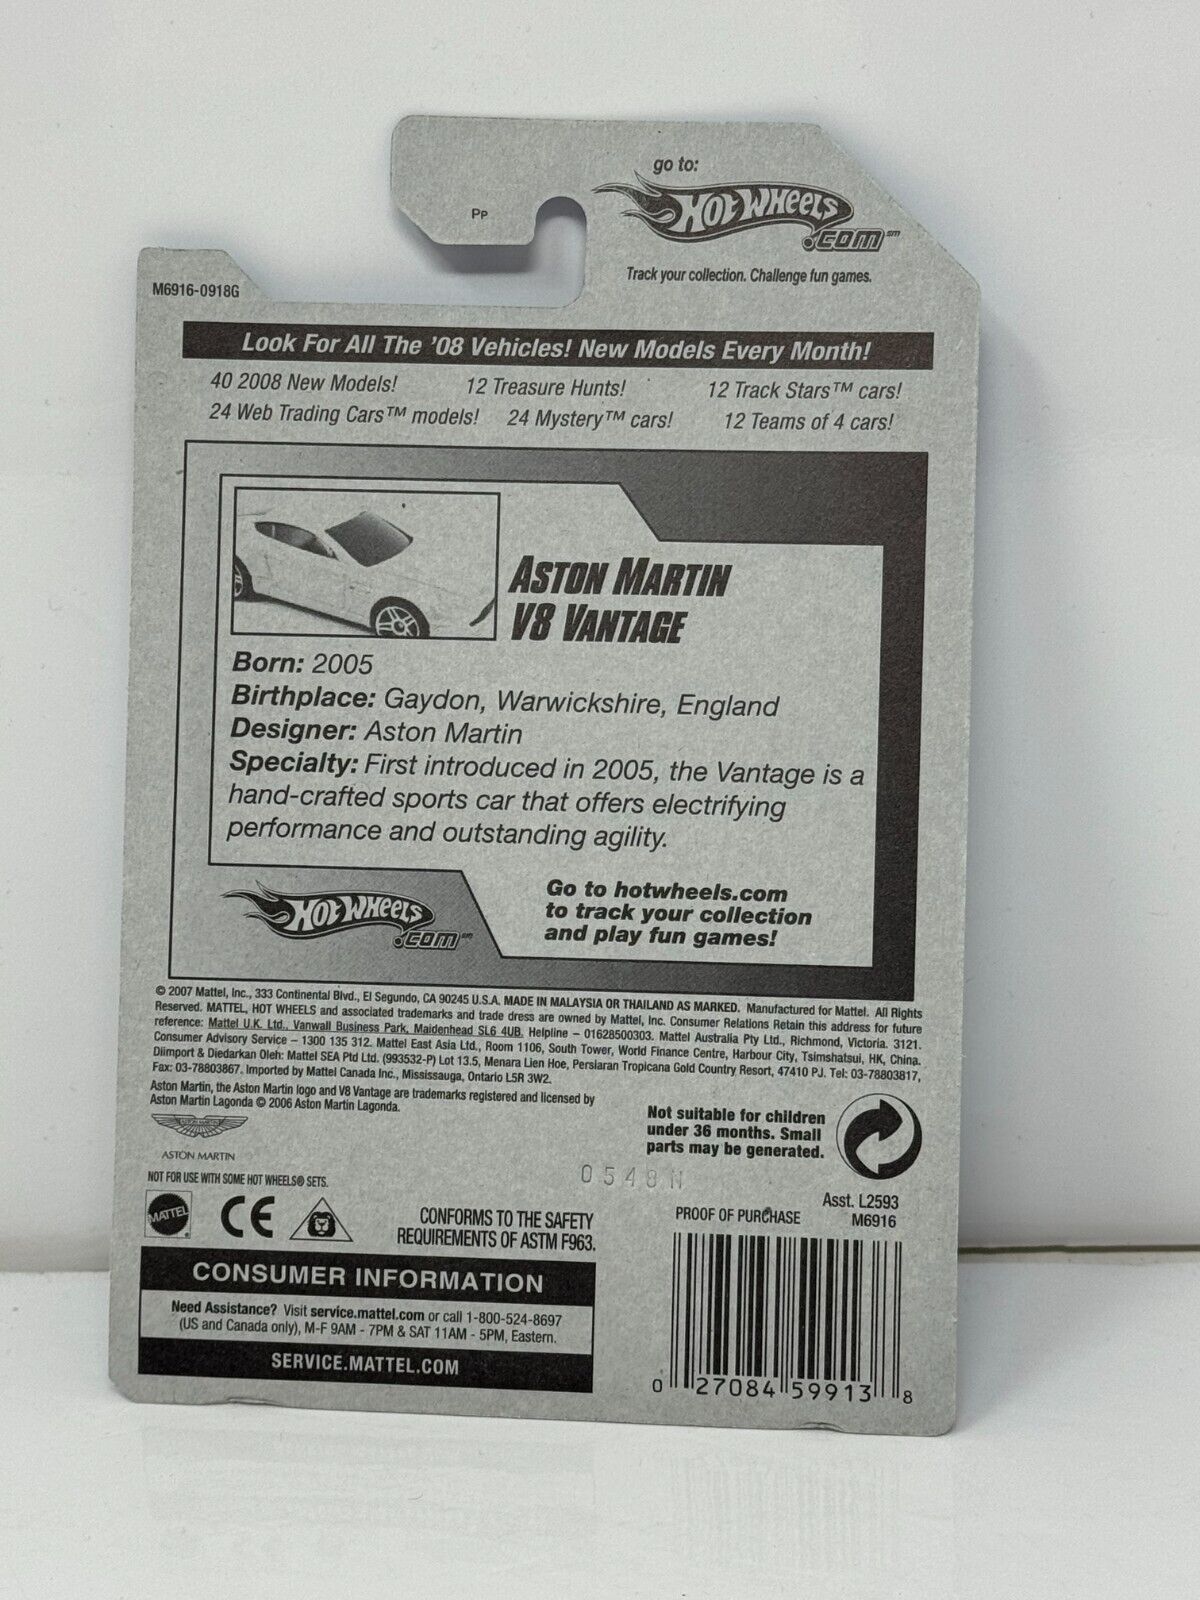 go to:
Hot Wheels
.com℠
Track your collection. Challenge fun games.
Pp
M6916-0918G
Look For All The '08 Vehicles! New Models Every Month!
40 2008 New Models! 12 Treasure Hunts! 12 Track Stars™ cars!
24 Web Trading Cars™ models! 24 Mystery™ cars! 12 Teams of 4 cars!
ASTON MARTIN
V8 VANTAGE
Born: 2005
Birthplace: Gaydon, Warwickshire, England
Designer: Aston Martin
Specialty: First introduced in 2005, the Vantage is a
hand-crafted sports car that offers electrifying
performance and outstanding agility.
Hot Wheels
.com℠
Go to hotwheels.com
to track your collection
and play fun games!
© 2007 Mattel, Inc., 333 Continental Blvd., El Segundo, CA 90245 U.S.A. MADE IN MALAYSIA OR THAILAND AS MARKED. Manufactured for Mattel. All Rights
Reserved. MATTEL, HOT WHEELS and associated trademarks and trade dress are owned by Mattel, Inc. Consumer Relations Retain this address for future
reference: Mattel U.K. Ltd., Vanwall Business Park, Maidenhead SL6 4UB. Helpline – 01628500303. Mattel Australia Pty Ltd., Richmond, Victoria. 3121.
Consumer Advisory Service – 1300 135 312. Mattel East Asia Ltd., Room 1106, South Tower, World Finance Centre, Harbour City, Tsimshatsui, HK, China.
Diimport & Diedarkan Oleh: Mattel SEA Ptd Ltd. (993532-P) Lot 13.5, Menara Lien Hoe, Persiaran Tropicana Gold Country Resort, 47410 PJ. Tel: 03-78803817,
Fax: 03-78803867. Imported by Mattel Canada Inc., Mississauga, Ontario L5R 3W2.
Aston Martin, the Aston Martin logo and V8 Vantage are trademarks registered and licensed by
Aston Martin Lagonda © 2006 Aston Martin Lagonda.
ASTON MARTIN
ASTON MARTIN
Not suitable for children
under 36 months. Small
parts may be generated.
NOT FOR USE WITH SOME HOT WHEELS® SETS.
0548N
MATTEL
CE
CONFORMS TO THE SAFETY
REQUIREMENTS OF ASTM F963.
PROOF OF PURCHASE
Asst. L2593
M6916
CONSUMER INFORMATION
Need Assistance? Visit service.mattel.com or call 1-800-524-8697
(US and Canada only), M-F 9AM - 7PM & SAT 11AM - 5PM, Eastern.
SERVICE.MATTEL.COM
0 27084 59913 8